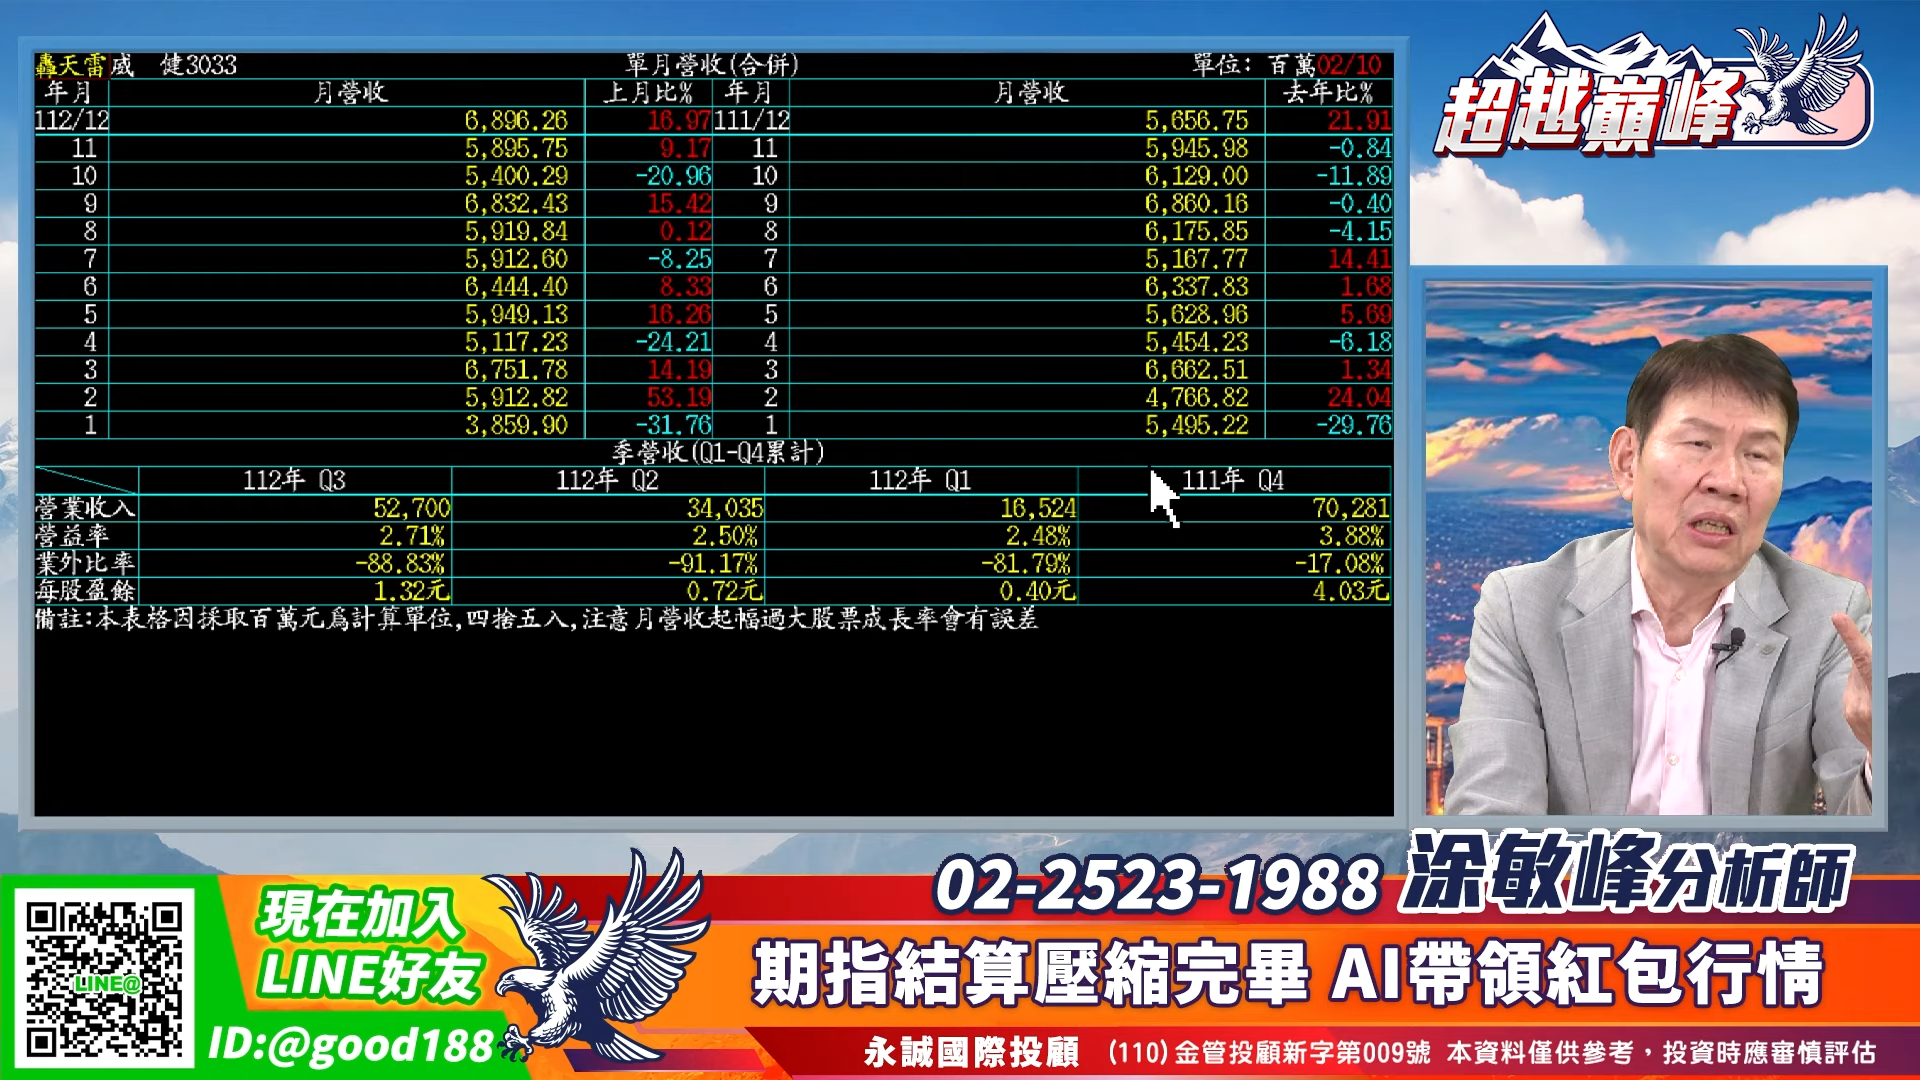 轟天雷威 健3033 單月營收(合併) 單位: 百萬02/10
年月 月營收 上月比% 年月 月營收 去年比%
112/12 6,896.26 16.97 111/12 5,656.75 21.91
11 5,895.75 9.17 11 5,945.98 -0.84
10 5,400.29 -20.96 10 6,129.00 -11.89
9 6,832.43 15.42 9 6,860.16 -0.40
8 5,919.84 0.12 8 6,175.85 -4.15
7 5,912.60 -8.25 7 5,167.77 14.41
6 6,444.40 8.33 6 6,337.83 1.68
5 5,949.13 16.26 5 5,628.96 5.69
4 5,117.23 -24.21 4 5,454.23 -6.18
3 6,751.78 14.19 3 6,662.51 1.34
2 5,912.82 53.19 2 4,766.82 24.04
1 3,859.90 -31.76 1 5,495.22 -29.76
季營收(Q1-Q4累計)
112年 Q3 112年 Q2 112年 Q1 111年 Q4
營業收入 52,700 34,035 16,524 70,281
營益率 2.71% 2.50% 2.48% 3.88%
業外比率 -88.83% -91.17% -81.79% -17.08%
每股盈餘 1.32元 0.72元 0.40元 4.03元
備註:本表格因採取百萬元爲計算單位,四捨五入,注意月營收起幅過大股票成長率會有誤差
超越巔峰
02-2523-1988 涂敏峰分析師
現在加入
LINE好友
LINE@
ID:@good188
期指結算壓縮完畢 AI帶領紅包行情
永誠國際投顧 (110)金管投顧新字第009號 本資料僅供參考，投資時應審慎評估